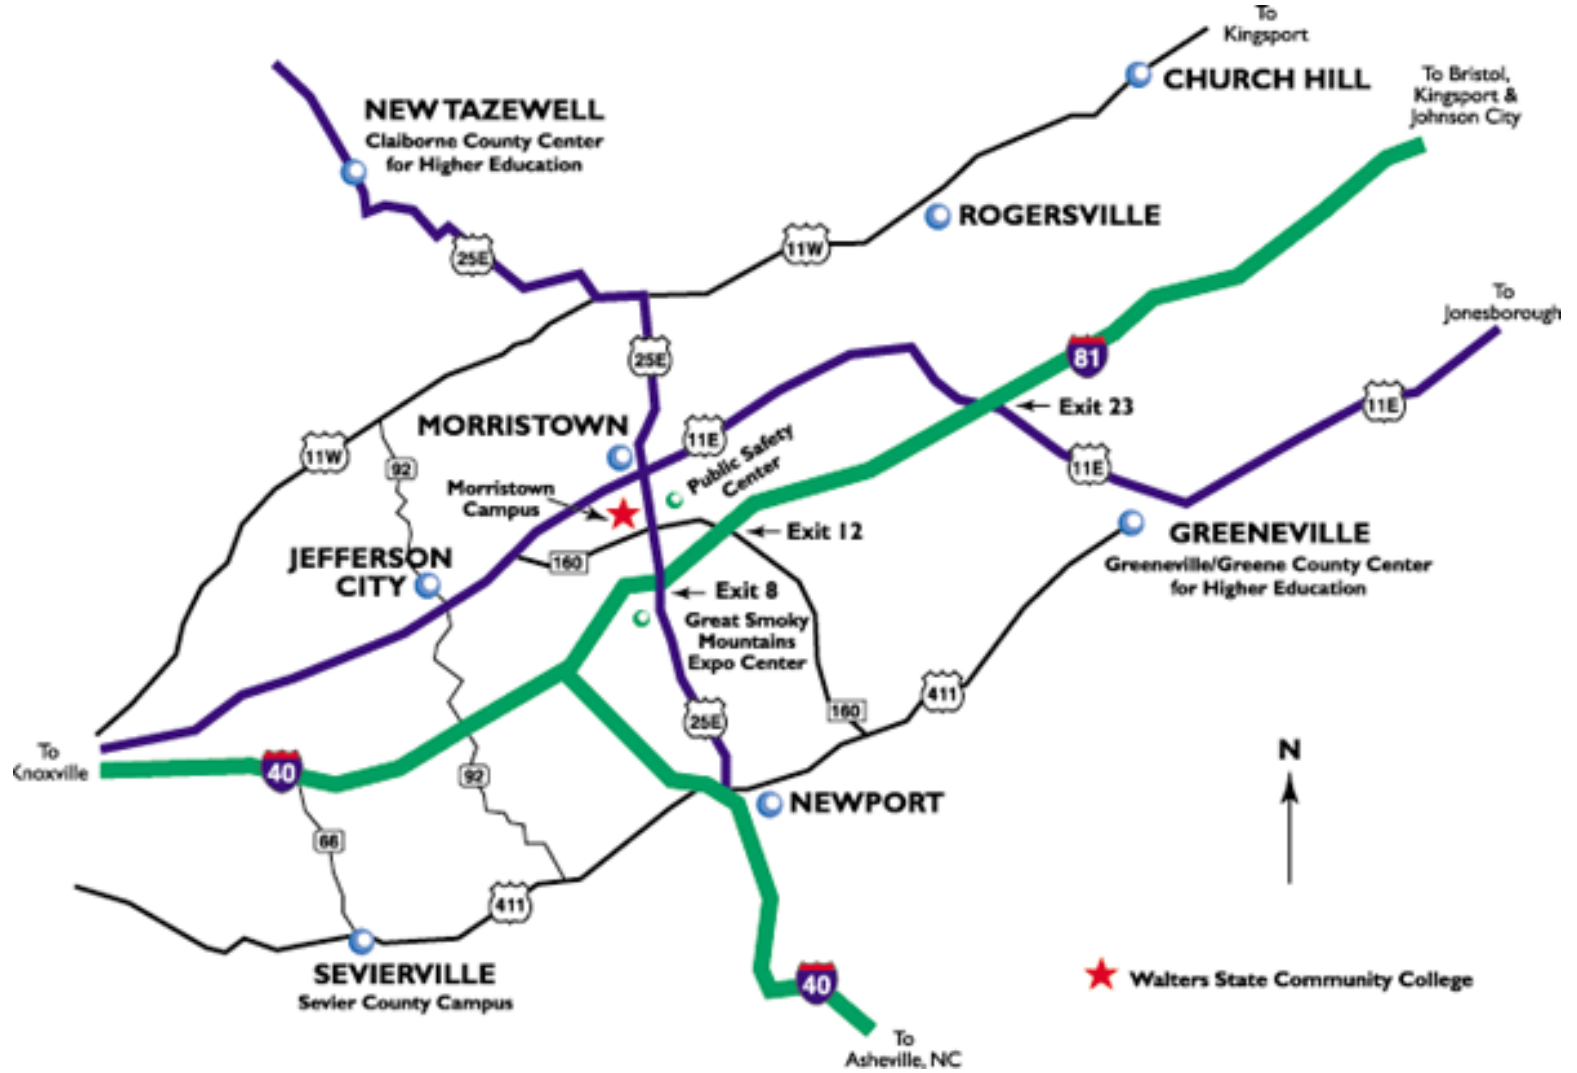 To
Kingsport
CHURCH HILL
To Bristol,
Kingsport &
Johnson City
NEW TAZEWELL
Claiborne County Center
for Higher Education
ROGERSVILLE
11W
25E
To
Jonesborough
25E
81
Exit 23
11E
MORRISTOWN
11E
11W
92
Public Safety
Center
11E
Morristown
Campus
Exit 12
GREENEVILLE
Greeneville/Greene County Center
for Higher Education
JEFFERSON
CITY
160
Exit 8
Great Smoky
Mountains
Expo Center
411
160
25E
To
Knoxville
40
92
N
NEWPORT
66
411
SEVIERVILLE
Sevier County Campus
40
Walters State Community College
To
Asheville, NC